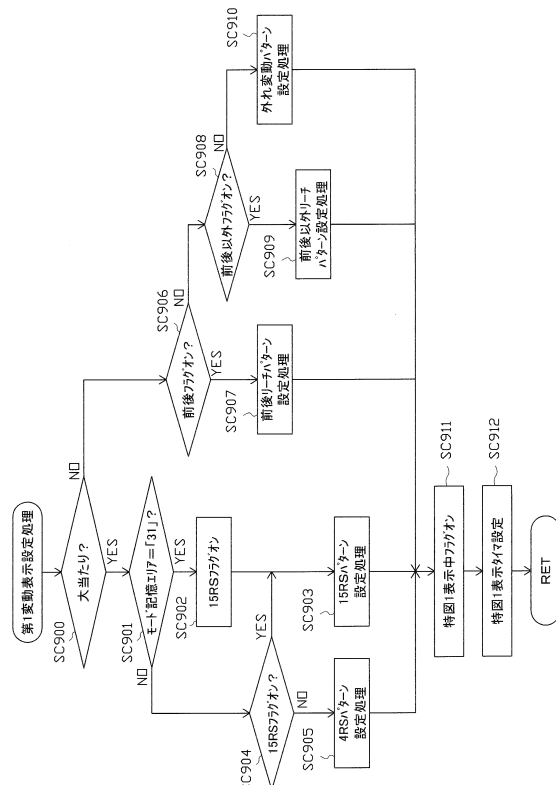 第1変動表示設定処理
SC900
大当たり?
NO
YES
SC901
モード記憶エリア=「31」?
NO
YES
SC902
15RSフラグオン
SC904
15RSフラグオン?
YES
NO
SC903
15RSパターン
設定処理
SC905
4RSパターン
設定処理
SC906
前後フラグオン?
NO
YES
SC907
前後リーチパターン
設定処理
SC908
前後以外フラグオン?
NO
YES
SC909
前後以外リーチ
パターン設定処理
SC910
外れ変動パターン
設定処理
SC911
特図1表示中フラグオン
SC912
特図1表示タイマ設定
RET